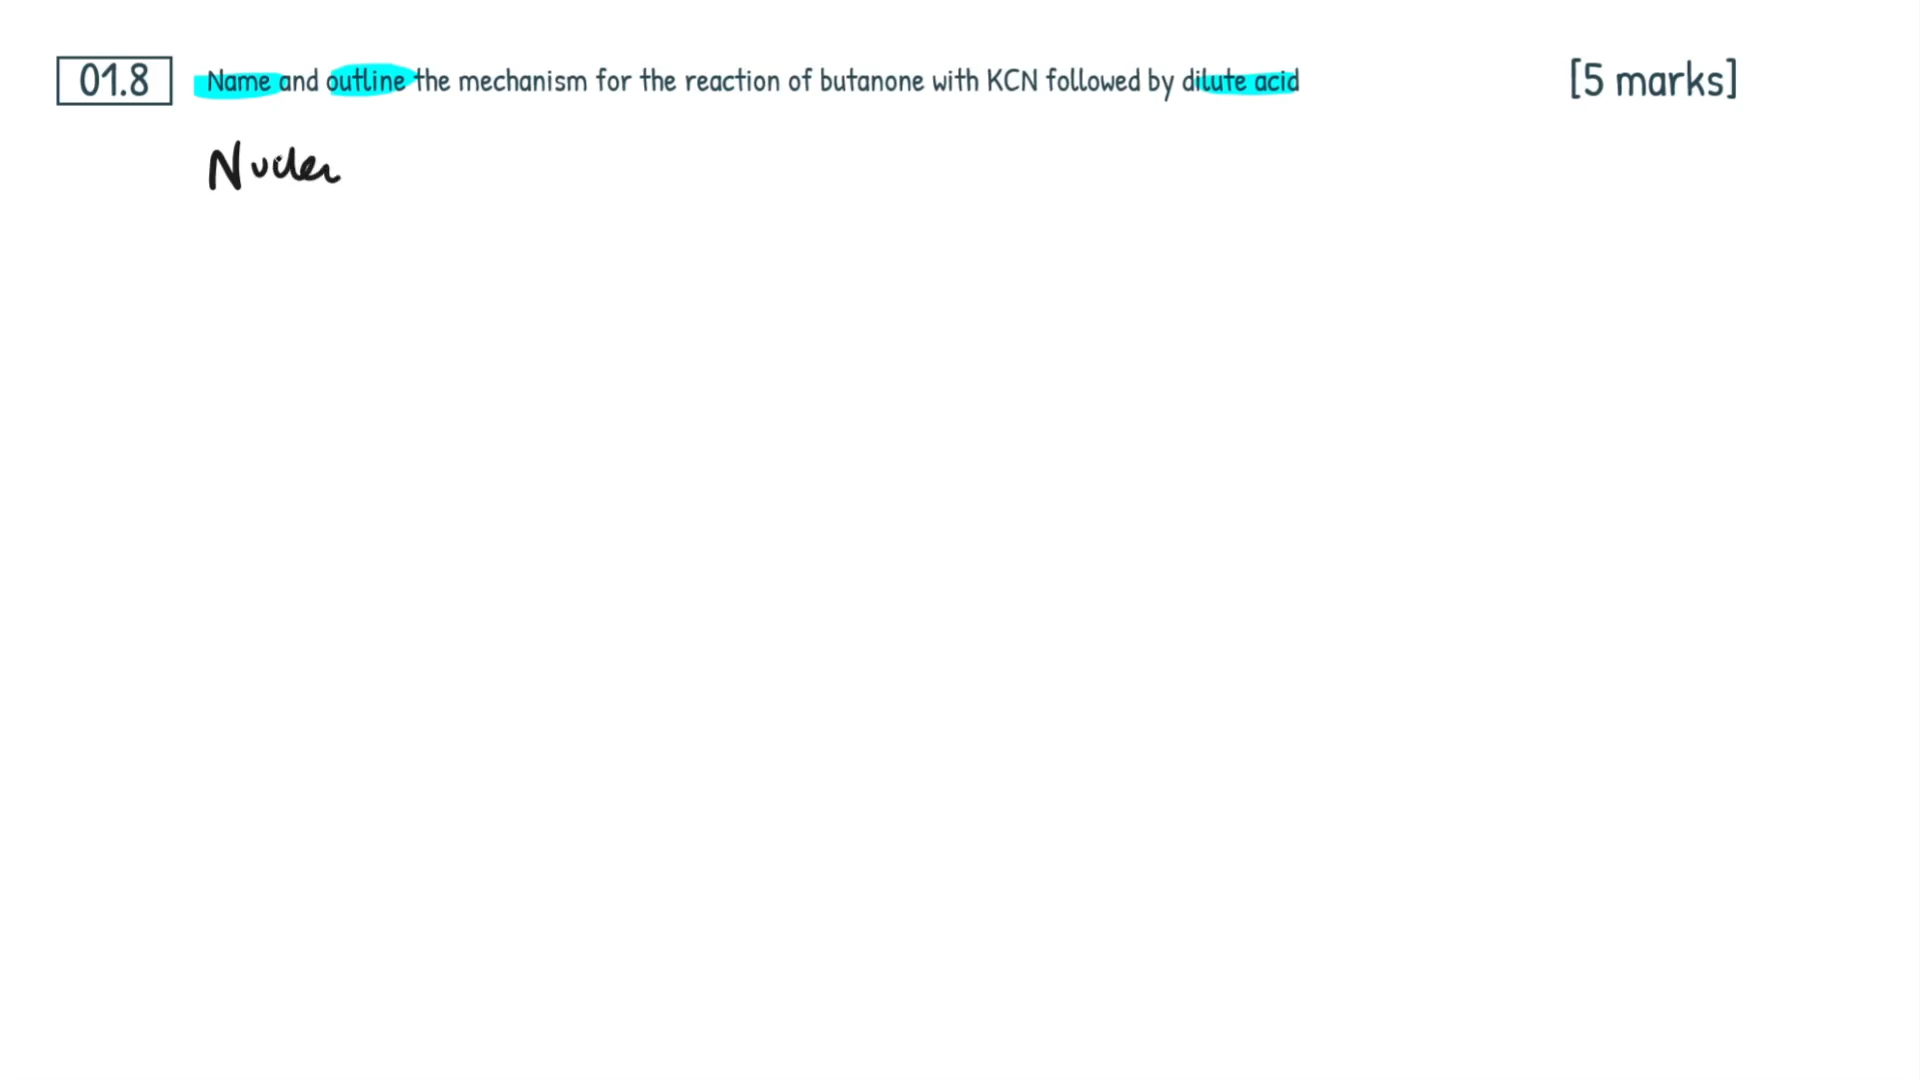 01.8 Name and outline the mechanism for the reaction of butanone with KCN followed by dilute acid [5 marks]
Nucle